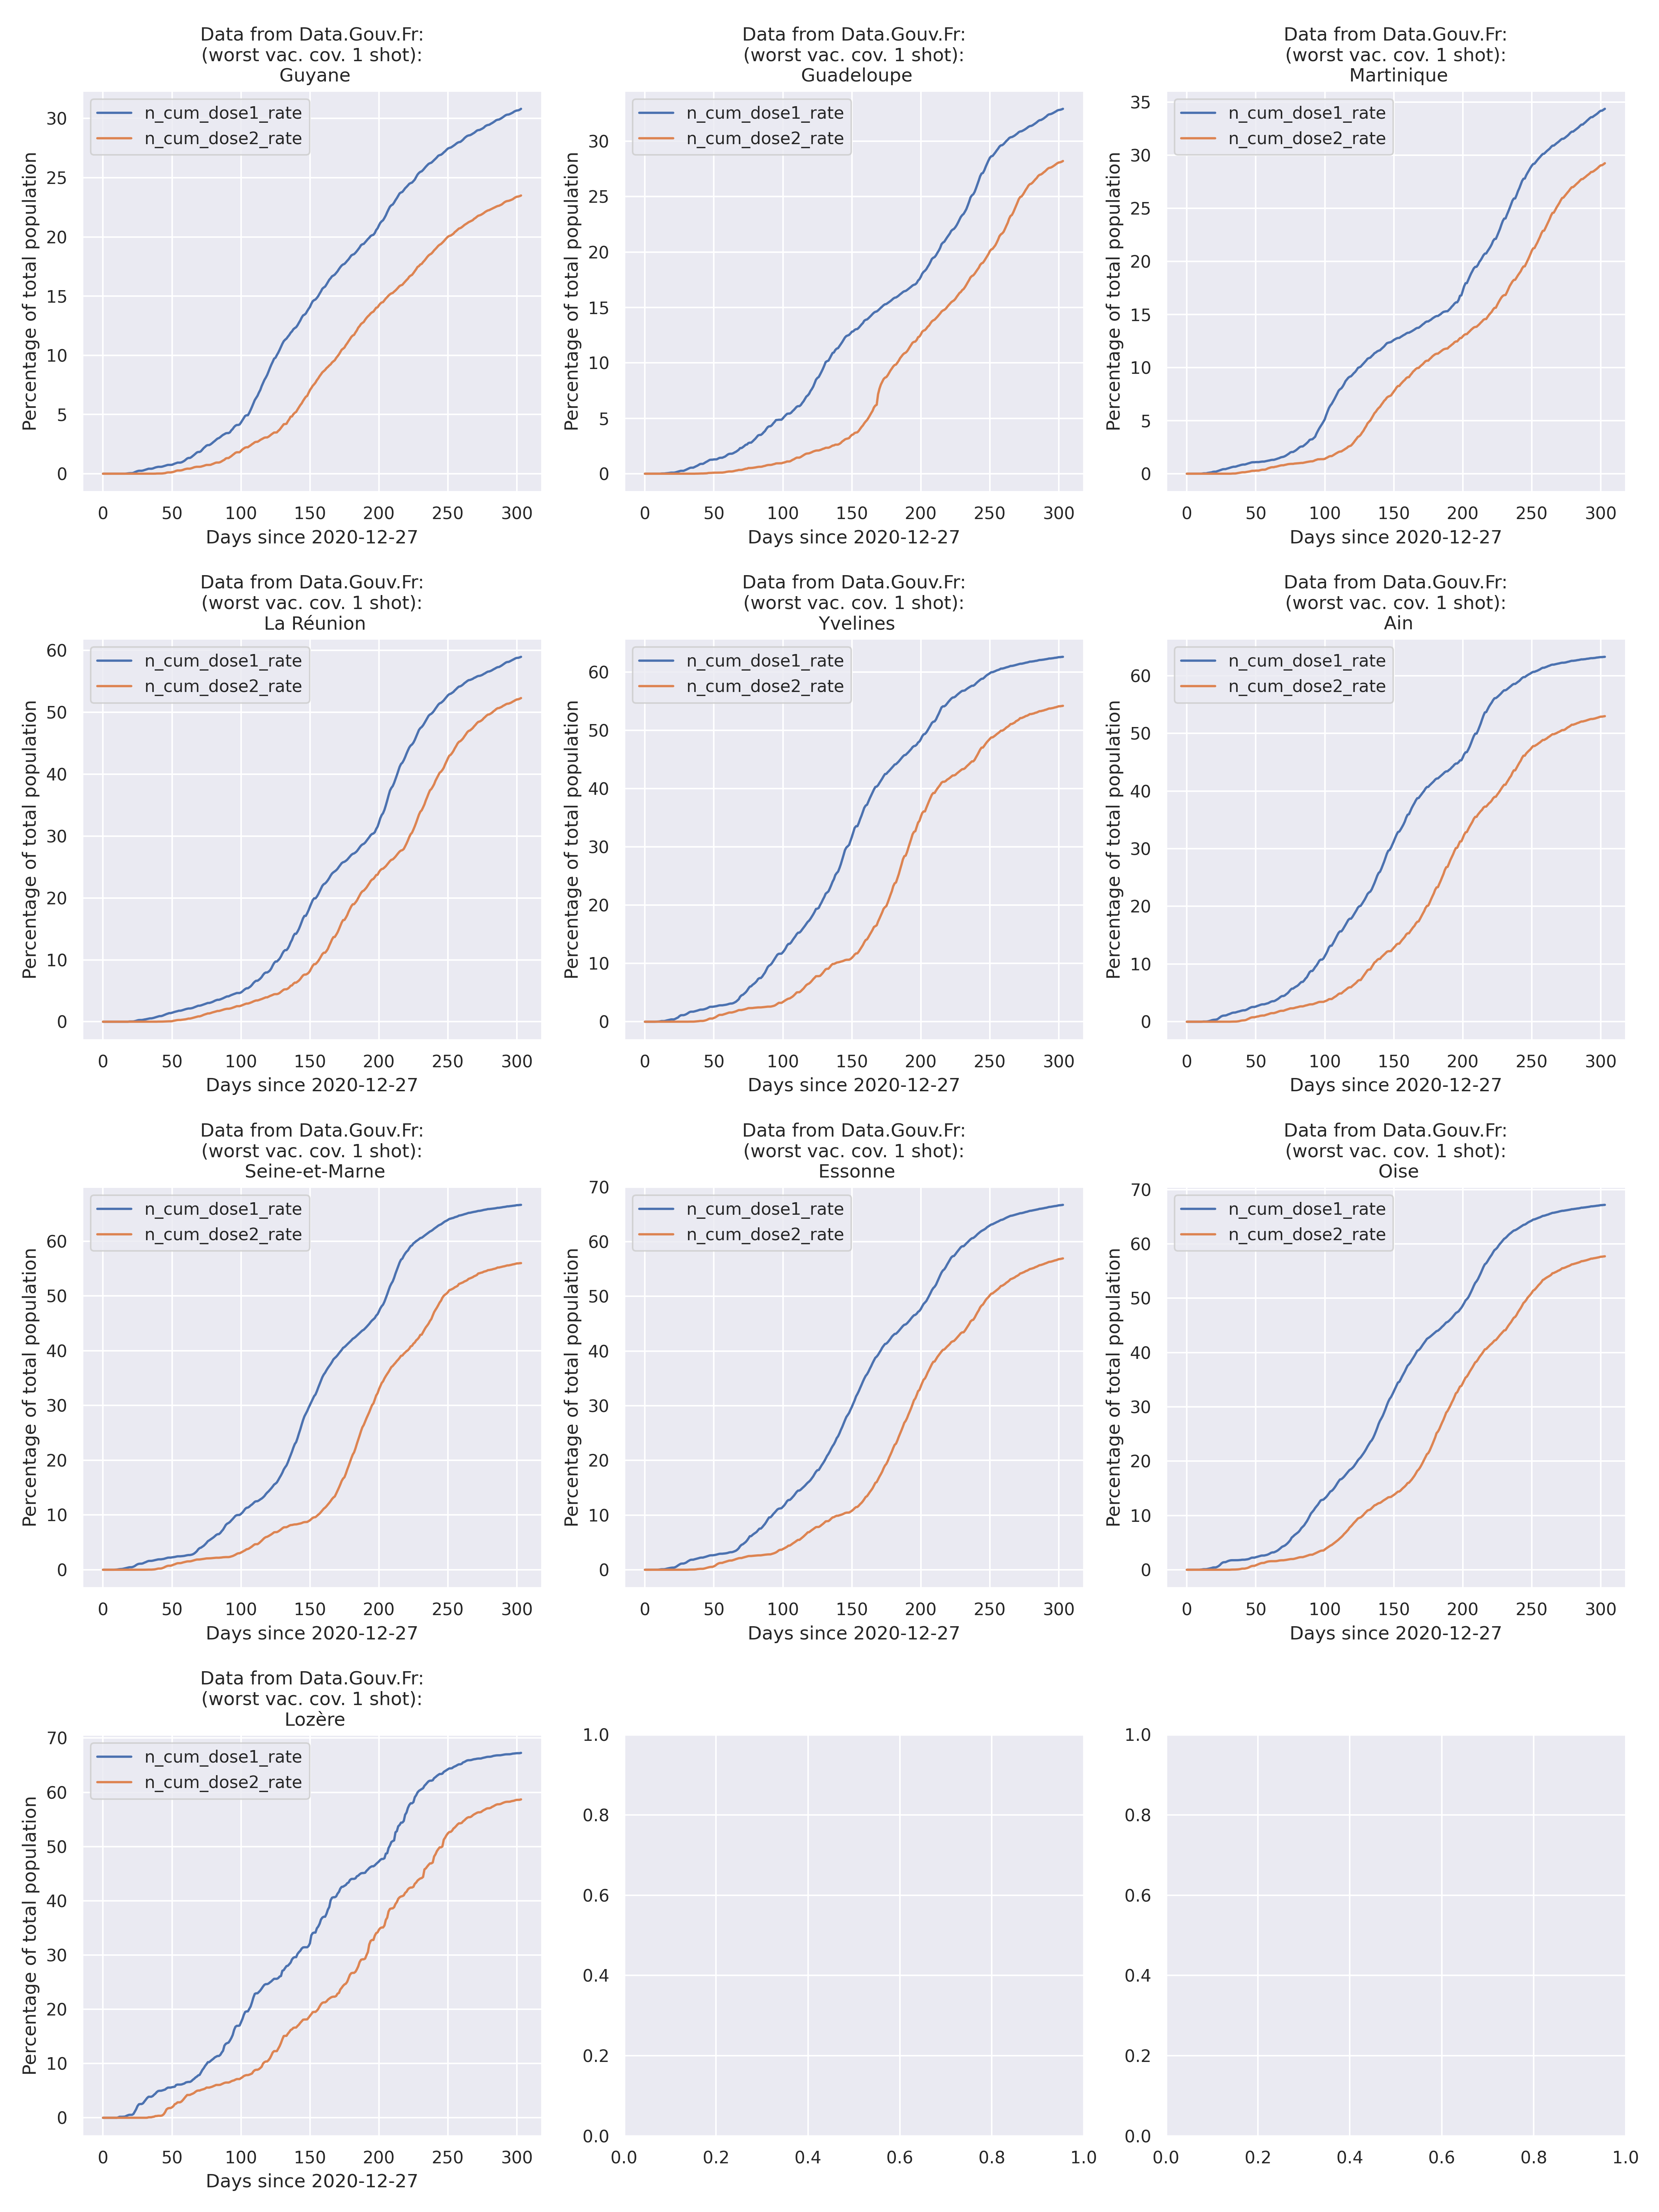 Data from Data.Gouv.Fr:
(worst vac. cov. 1 shot):
Guyane
n_cum_dose1_rate
n_cum_dose2_rate
Percentage of total population
30
25
20
15
10
5
0
0 50 100 150 200 250 300
Days since 2020-12-27
Data from Data.Gouv.Fr:
(worst vac. cov. 1 shot):
Guadeloupe
n_cum_dose1_rate
n_cum_dose2_rate
Percentage of total population
30
25
20
15
10
5
0
0 50 100 150 200 250 300
Days since 2020-12-27
Data from Data.Gouv.Fr:
(worst vac. cov. 1 shot):
Martinique
n_cum_dose1_rate
n_cum_dose2_rate
Percentage of total population
35
30
25
20
15
10
5
0
0 50 100 150 200 250 300
Days since 2020-12-27
Data from Data.Gouv.Fr:
(worst vac. cov. 1 shot):
La Réunion
n_cum_dose1_rate
n_cum_dose2_rate
Percentage of total population
60
50
40
30
20
10
0
0 50 100 150 200 250 300
Days since 2020-12-27
Data from Data.Gouv.Fr:
(worst vac. cov. 1 shot):
Yvelines
n_cum_dose1_rate
n_cum_dose2_rate
Percentage of total population
60
50
40
30
20
10
0
0 50 100 150 200 250 300
Days since 2020-12-27
Data from Data.Gouv.Fr:
(worst vac. cov. 1 shot):
Ain
n_cum_dose1_rate
n_cum_dose2_rate
Percentage of total population
60
50
40
30
20
10
0
0 50 100 150 200 250 300
Days since 2020-12-27
Data from Data.Gouv.Fr:
(worst vac. cov. 1 shot):
Seine-et-Marne
n_cum_dose1_rate
n_cum_dose2_rate
Percentage of total population
60
50
40
30
20
10
0
0 50 100 150 200 250 300
Days since 2020-12-27
Data from Data.Gouv.Fr:
(worst vac. cov. 1 shot):
Essonne
n_cum_dose1_rate
n_cum_dose2_rate
Percentage of total population
70
60
50
40
30
20
10
0
0 50 100 150 200 250 300
Days since 2020-12-27
Data from Data.Gouv.Fr:
(worst vac. cov. 1 shot):
Oise
n_cum_dose1_rate
n_cum_dose2_rate
Percentage of total population
70
60
50
40
30
20
10
0
0 50 100 150 200 250 300
Days since 2020-12-27
Data from Data.Gouv.Fr:
(worst vac. cov. 1 shot):
Lozère
n_cum_dose1_rate
n_cum_dose2_rate
Percentage of total population
70
60
50
40
30
20
10
0
0 50 100 150 200 250 300
Days since 2020-12-27
1.0
0.8
0.6
0.4
0.2
0.0
0.0 0.2 0.4 0.6 0.8 1.0
1.0
0.8
0.6
0.4
0.2
0.0
0.0 0.2 0.4 0.6 0.8 1.0